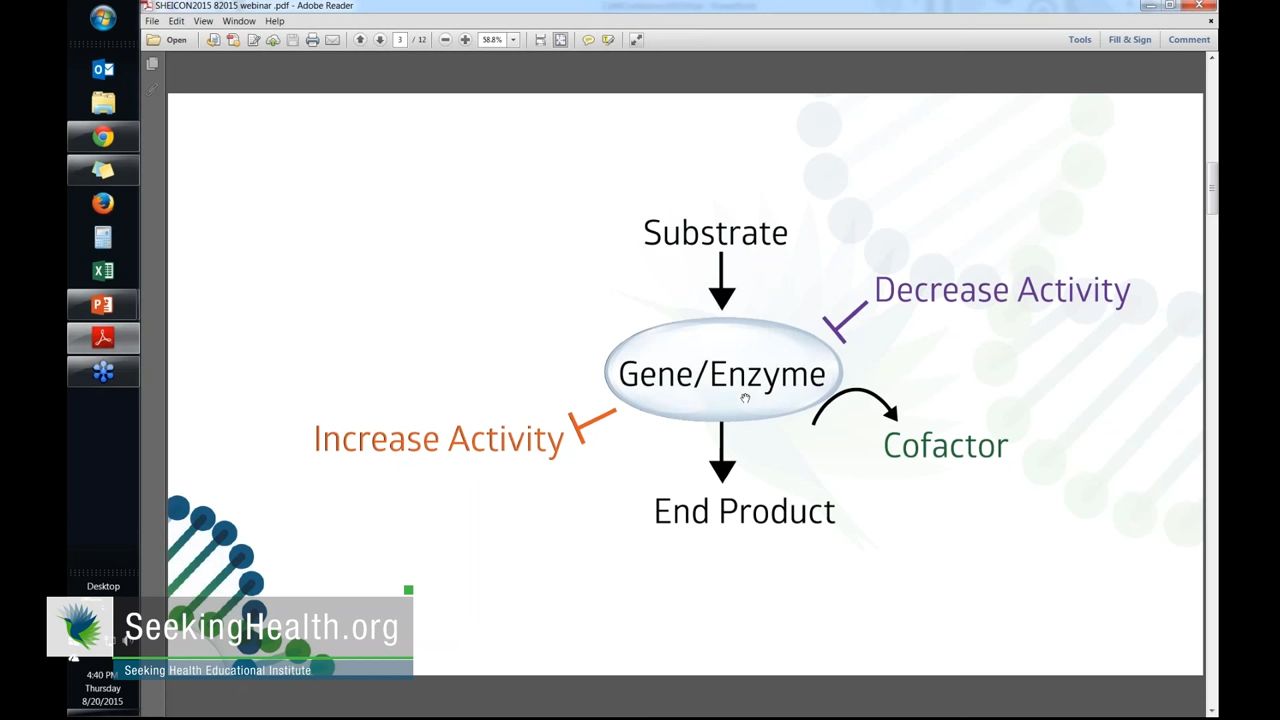 SHEICON2015 82015 webinar .pdf - Adobe Reader
File Edit View Window Help
Open 3 / 12 58.8% Tools Fill & Sign Comment
Substrate
Decrease Activity
Gene/Enzyme
Increase Activity
Cofactor
End Product
Desktop
SeekingHealth.org
Seeking Health Educational Institute
4:40 PM
Thursday
8/20/2015